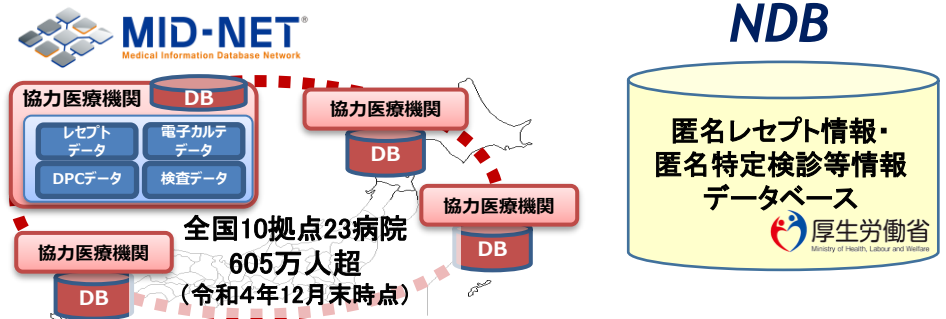 MID-NET®
Medical Information Database Network
協力医療機関
DB
レセプト
データ
電子カルテ
データ
DPCデータ
検査データ
協力医療機関
DB
協力医療機関
DB
協力医療機関
DB
全国10拠点23病院
605万人超
（令和４年12月末時点）
NDB
匿名レセプト情報・
匿名特定検診等情報
データベース
厚生労働省
Ministry of Health, Labour and Welfare